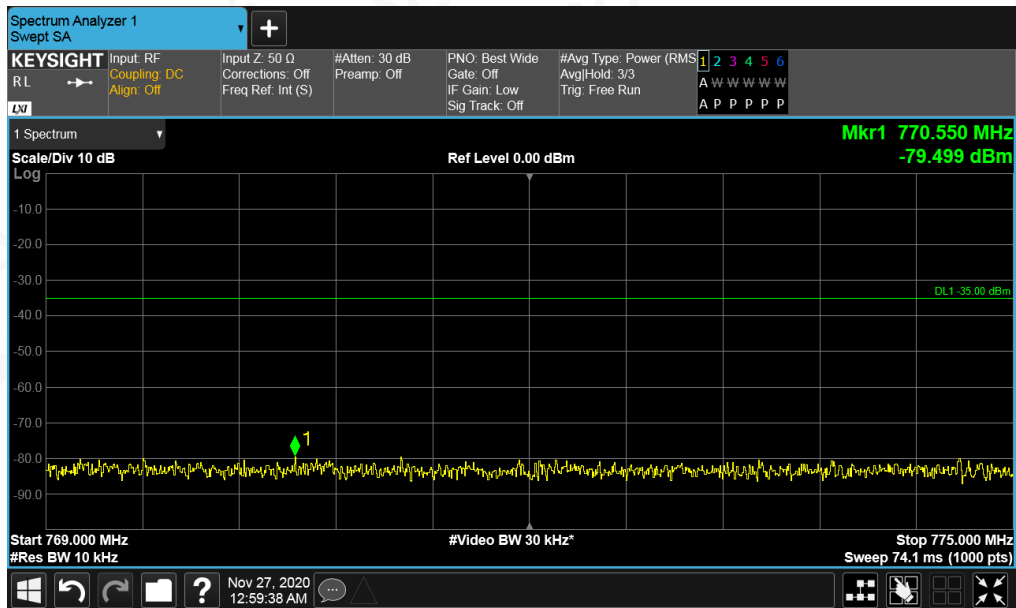 Spectrum Analyzer 1
Swept SA
KEYSIGHT
RL
LXI
Input: RF
Coupling: DC
Align: Off
Input Z: 50 Ω
Corrections: Off
Freq Ref: Int (S)
#Atten: 30 dB
Preamp: Off
PNO: Best Wide
Gate: Off
IF Gain: Low
Sig Track: Off
#Avg Type: Power (RMS
Avg|Hold: 3/3
Trig: Free Run
1 2 3 4 5 6
A W W W W W
A P P P P P
1 Spectrum
Mkr1 770.550 MHz
Scale/Div 10 dB
Ref Level 0.00 dBm
-79.499 dBm
Log
-10.0
-20.0
-30.0
DL1 -35.00 dBm
-40.0
-50.0
-60.0
-70.0
1
-80.0
-90.0
Start 769.000 MHz
#Video BW 30 kHz*
Stop 775.000 MHz
#Res BW 10 kHz
Sweep 74.1 ms (1000 pts)
?
Nov 27, 2020
12:59:38 AM